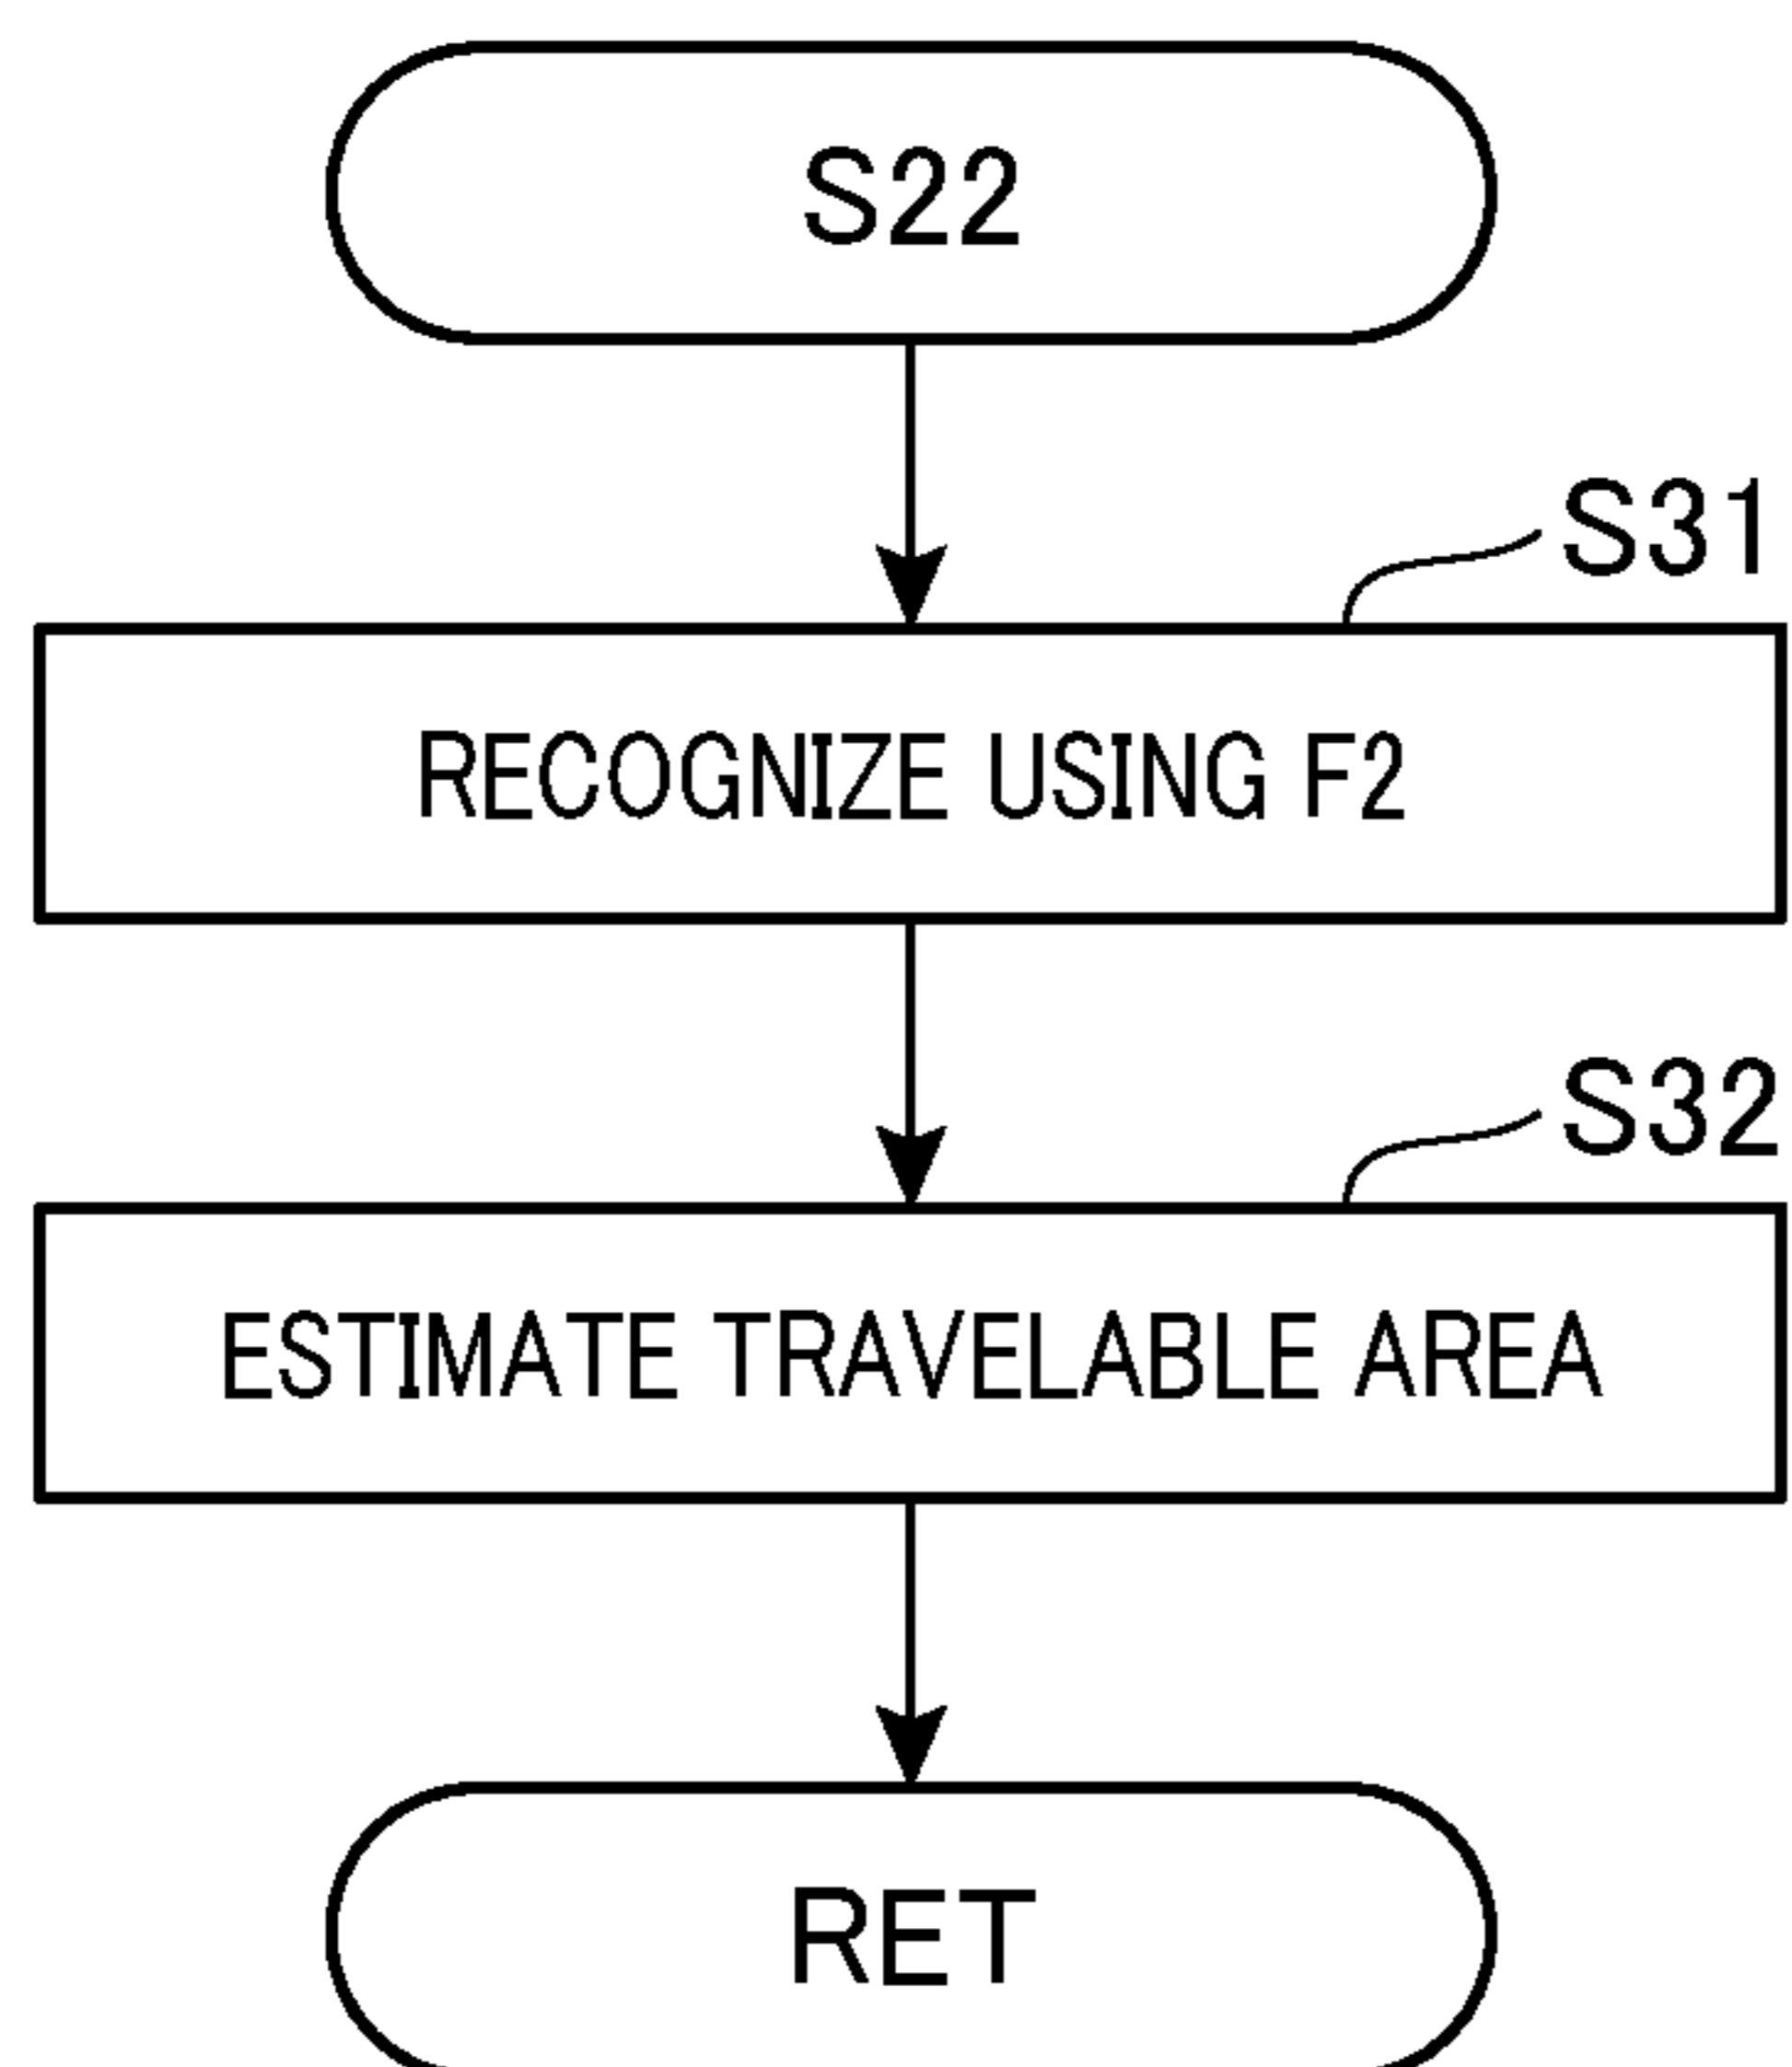 S22
S31
RECOGNIZE USING F2
S32
ESTIMATE TRAVELABLE AREA
RET